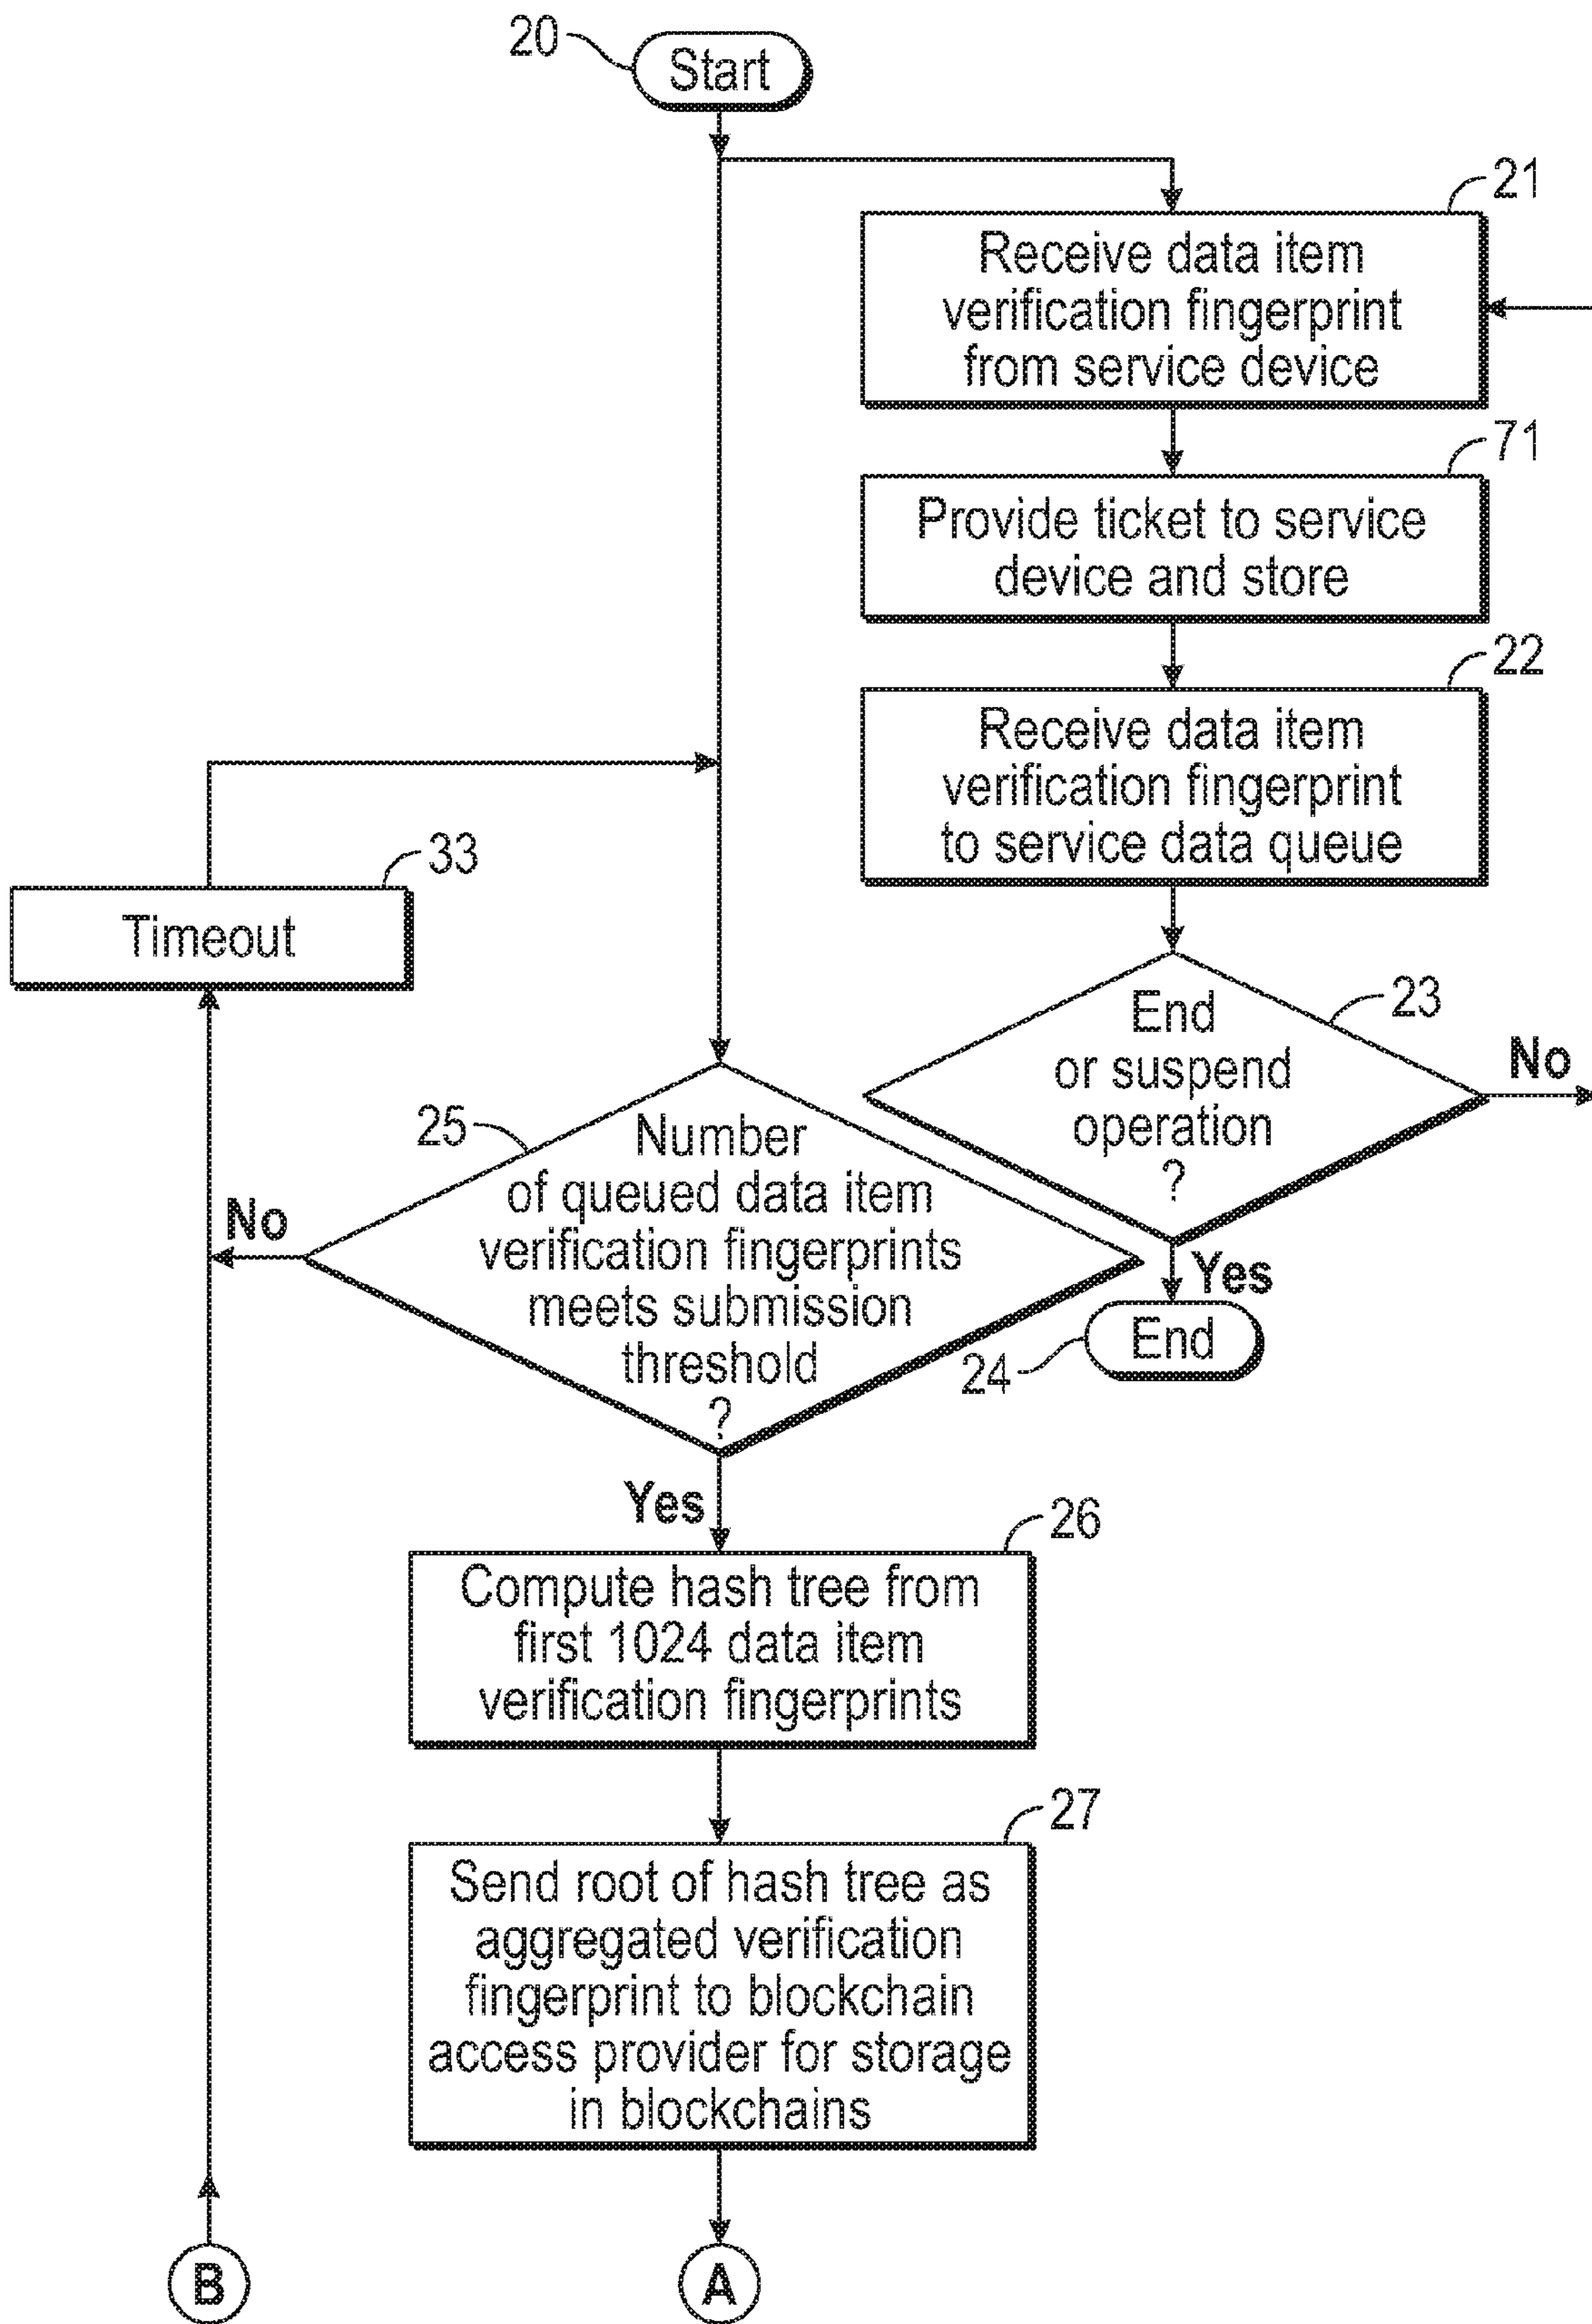 20
Start
21
Receive data item
verification fingerprint
from service device
71
Provide ticket to service
device and store
22
Receive data item
verification fingerprint
to service data queue
33
Timeout
23
End
or suspend
operation
?
No
Yes
24
End
25
Number
of queued data item
verification fingerprints
meets submission
threshold
?
No
Yes
26
Compute hash tree from
first 1024 data item
verification fingerprints
27
Send root of hash tree as
aggregated verification
fingerprint to blockchain
access provider for storage
in blockchains
B
A